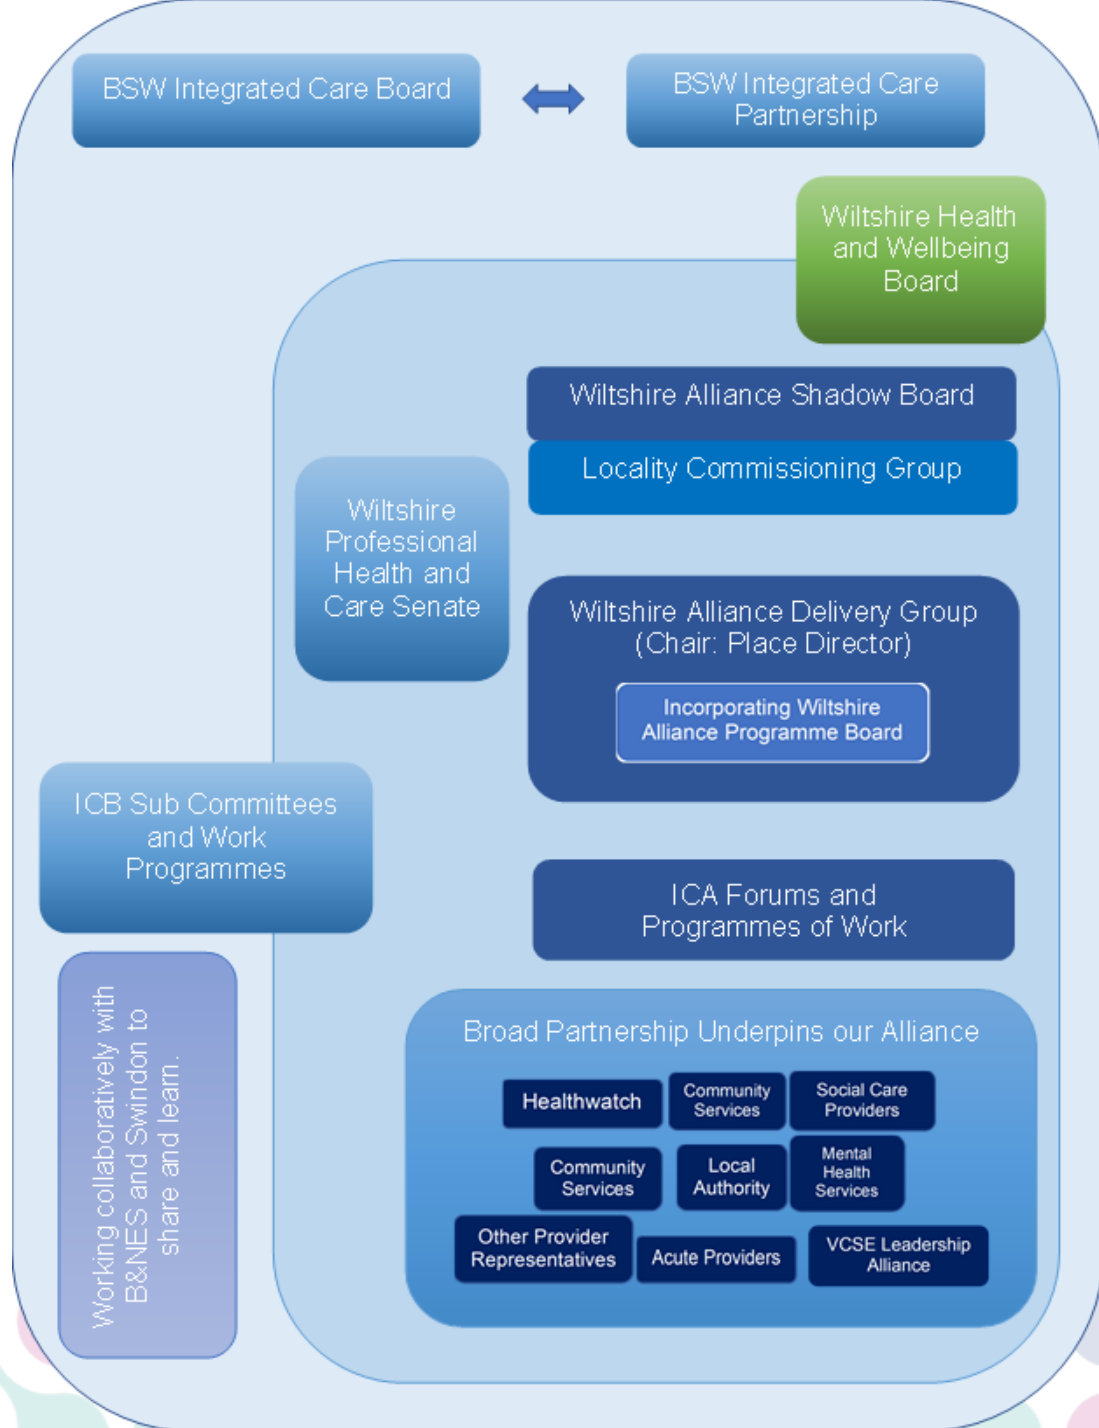 BSW Integrated Care Board
BSW Integrated Care
Partnership
Wiltshire Health
and Wellbeing
Board
Wiltshire Alliance Shadow Board
Locality Commissioning Group
Wiltshire
Professional
Health and
Care Senate
Wiltshire Alliance Delivery Group
(Chair: Place Director)
Incorporating Wiltshire
Alliance Programme Board
ICB Sub Committees
and Work
Programmes
ICA Forums and
Programmes of Work
Working collaboratively with
B&NES and Swindon to
share and learn.
Broad Partnership Underpins our Alliance
Healthwatch
Community
Services
Social Care
Providers
Community
Services
Local
Authority
Mental
Health
Services
Other Provider
Representatives
Acute Providers
VCSE Leadership
Alliance